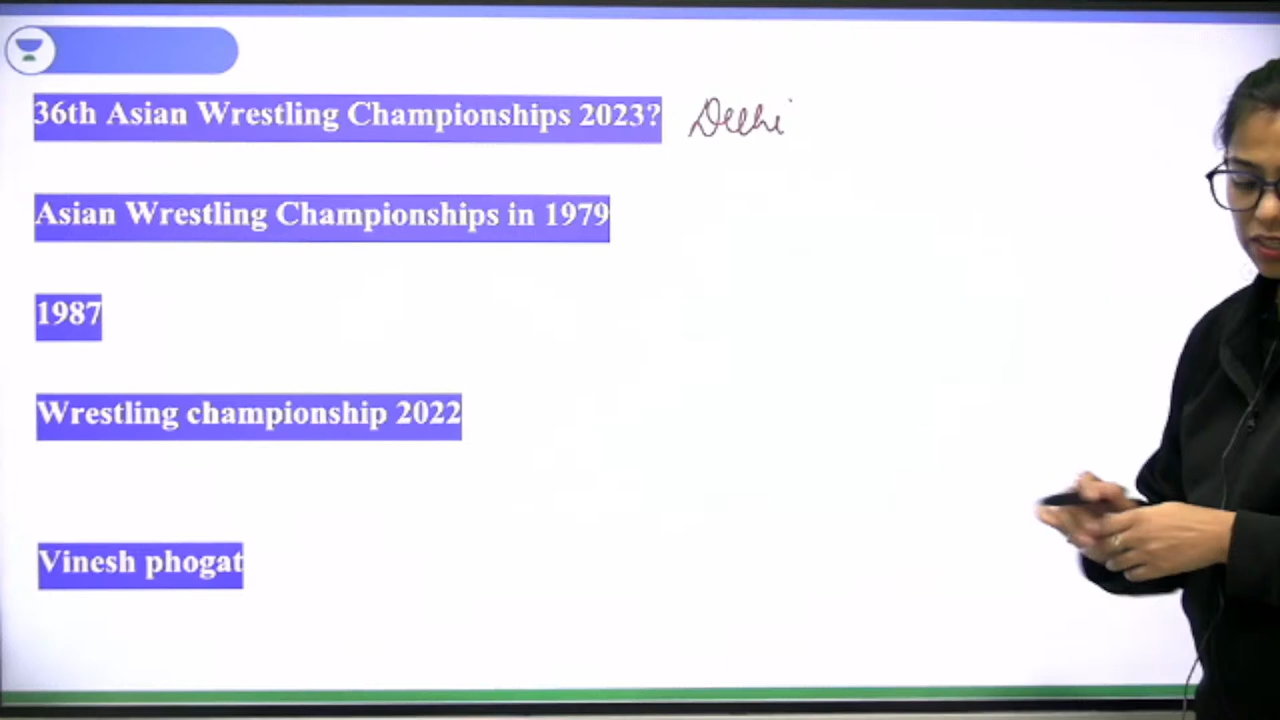 36th Asian Wrestling Championships 2023? Delhi
Asian Wrestling Championships in 1979
1987
Wrestling championship 2022
Vinesh phogat